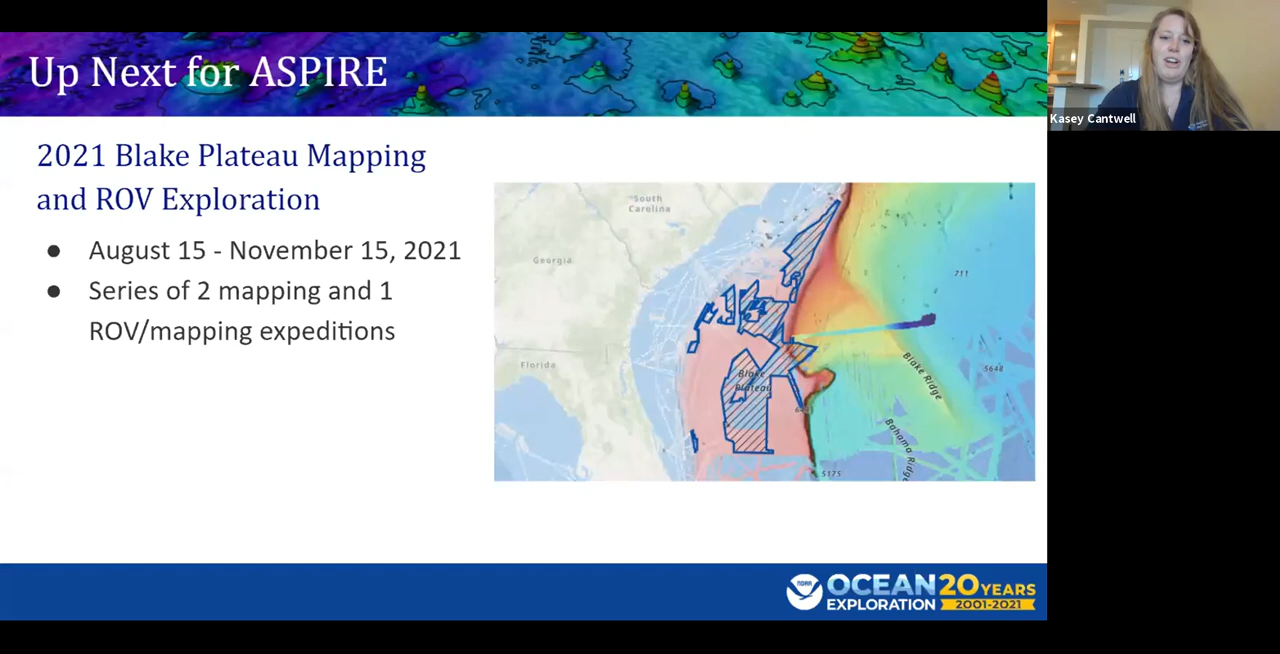 Up Next for ASPIRE
Kasey Cantwell
2021 Blake Plateau Mapping
and ROV Exploration
● August 15 - November 15, 2021
● Series of 2 mapping and 1
ROV/mapping expeditions
South
Carolina
Georgia
711
Florida
Blake Ridge
5648
Blake
Plateau
Bahama Ridge
5175
NOAA
OCEAN 20 YEARS
EXPLORATION 2001-2021